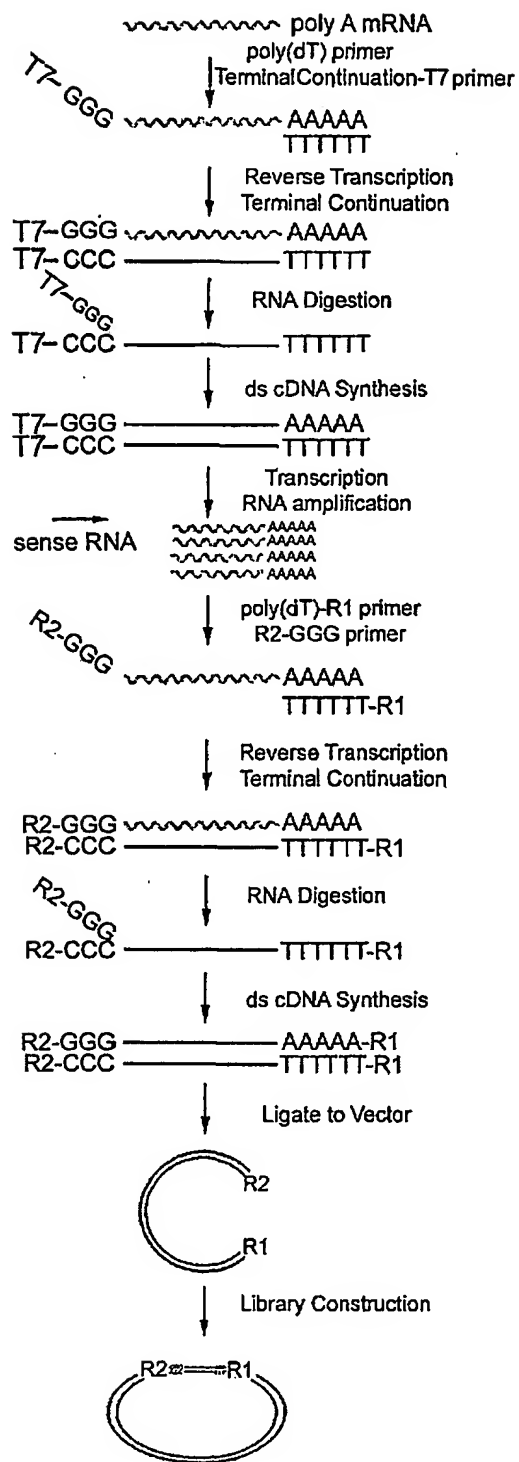 poly A mRNA
poly(dT) primer
TerminalContinuation-T7 primer
T7-GGG
AAAAA
TTTTTT
Reverse Transcription
Terminal Continuation
T7-GGG AAAAA
T7-CCC TTTTTT
T7-GGG
RNA Digestion
T7-CCC TTTTTT
ds cDNA Synthesis
T7-GGG AAAAA
T7-CCC TTTTTT
Transcription
RNA amplification
sense RNA
AAAAA
AAAAA
AAAAA
AAAAA
poly(dT)-R1 primer
R2-GGG primer
R2-GGG
AAAAA
TTTTTT-R1
Reverse Transcription
Terminal Continuation
R2-GGG AAAAA
R2-CCC TTTTTT-R1
RNA Digestion
R2-GGG
R2-CCC TTTTTT-R1
ds cDNA Synthesis
R2-GGG AAAAA-R1
R2-CCC TTTTTT-R1
Ligate to Vector
R2
R1
Library Construction
R2 R1